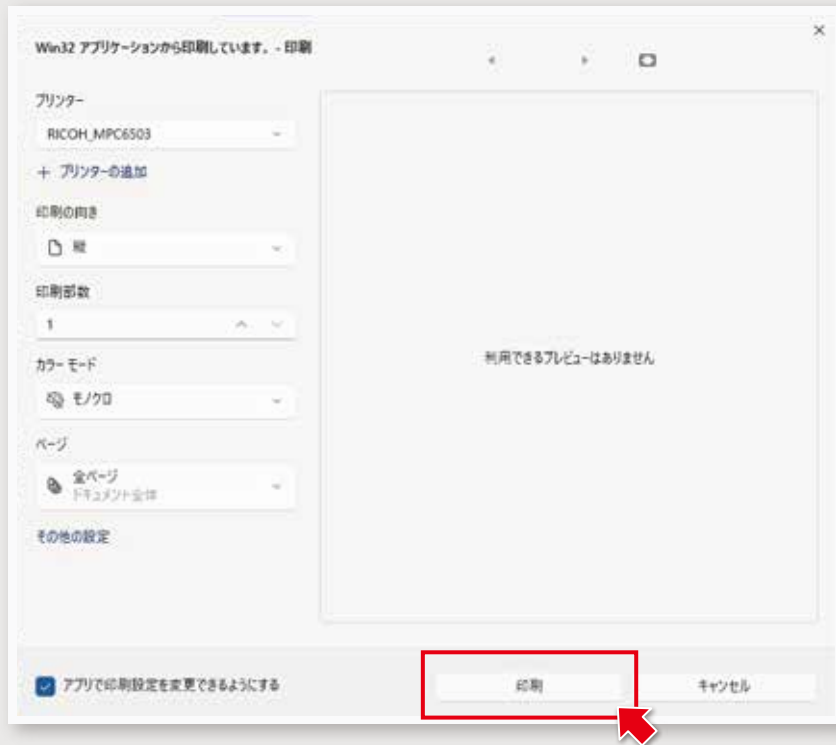 Win32 アプリケーションから印刷しています。- 印刷
プリンター
RICOH_MPC6503
+ プリンターの追加
印刷の向き
縦
印刷部数
1
カラー モード
モノクロ
ページ
全ページ
ドキュメント全体
その他の設定
利用できるプレビューはありません
アプリで印刷設定を変更できるようにする
印刷
キャンセル